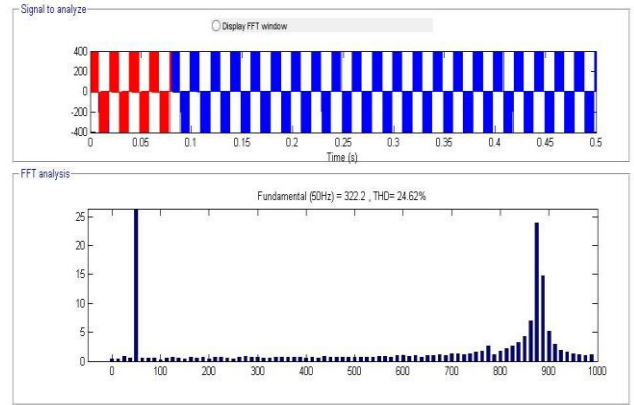 Signal to analyze
Display FFT window
400
200
0
-200
-400
0 0.05 0.1 0.15 0.2 0.25 0.3 0.35 0.4 0.45 0.5
Time (s)
FFT analysis
Fundamental (50Hz) = 322.2 , THD= 24.62%
25
20
15
10
5
0
0 100 200 300 400 500 600 700 800 900 1000